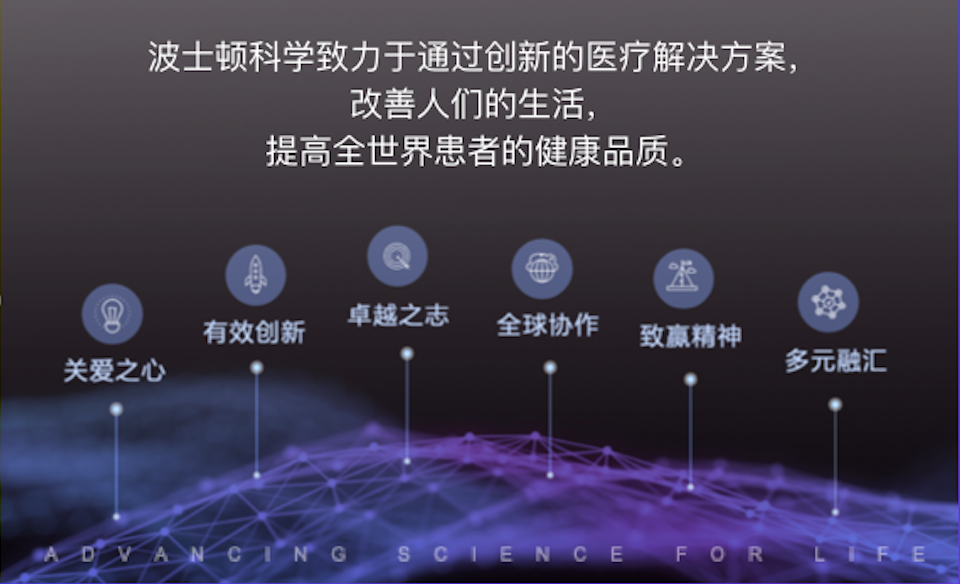 波士顿科学致力于通过创新的医疗解决方案,
改善人们的生活,
提高全世界患者的健康品质。
关爱之心
有效创新
卓越之志
全球协作
致赢精神
多元融汇
ADVANCING SCIENCE FOR LIFE